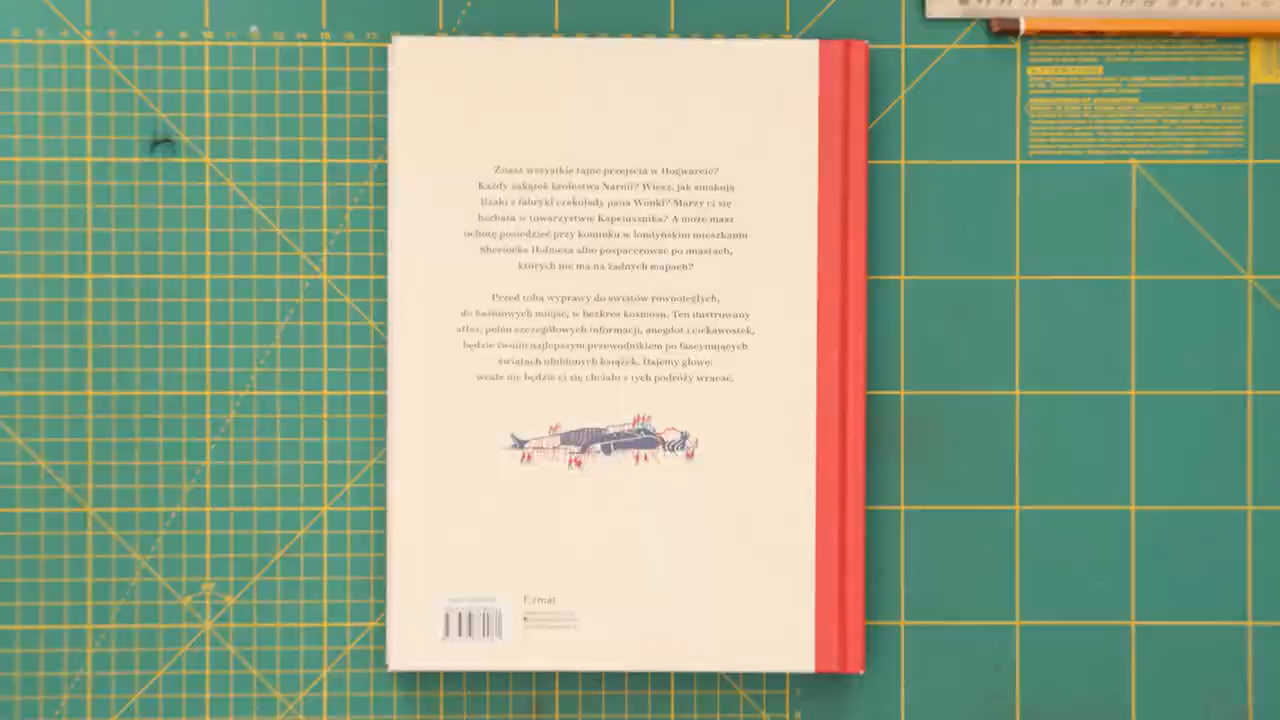 Znasz wszystkie tajne przejścia w Hogwarcie?
Każdy zakątek królestwa Narnii? Wiesz, jak smakują
lizaki z fabryki czekolady pana Wonki? Marzy ci się
herbata w towarzystwie Kapelusznika? A może masz
ochotę posiedzieć przy kominku w londyńskim mieszkaniu
Sherlocka Holmesa albo pospacerować po miastach,
których nie ma na żadnych mapach?
Przed tobą wyprawy do światów równoległych,
do baśniowych miejsc, w bezkres kosmosu. Ten ilustrowany
atlas, pełen szczegółowych informacji, anegdot i ciekawostek,
będzie twoim najlepszym przewodnikiem po fascynujących
światach ulubionych książek. Dajemy głowę:
wcale nie będzie ci się chciało z tych podróży wracać.
Format